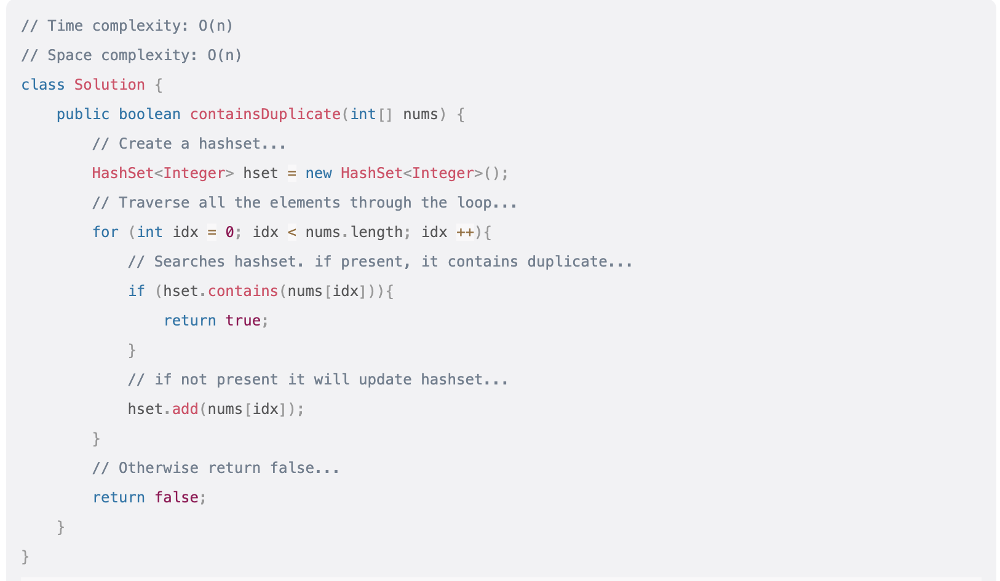 // Time complexity: O(n)
// Space complexity: O(n)
class Solution {
    public boolean containsDuplicate(int[] nums) {
        // Create a hashset...
        HashSet<Integer> hset = new HashSet<Integer>();
        // Traverse all the elements through the loop...
        for (int idx = 0; idx < nums.length; idx ++){
            // Searches hashset. if present, it contains duplicate...
            if (hset.contains(nums[idx])){
                return true;
            }
            // if not present it will update hashset...
            hset.add(nums[idx]);
        }
        // Otherwise return false...
        return false;
    }
}